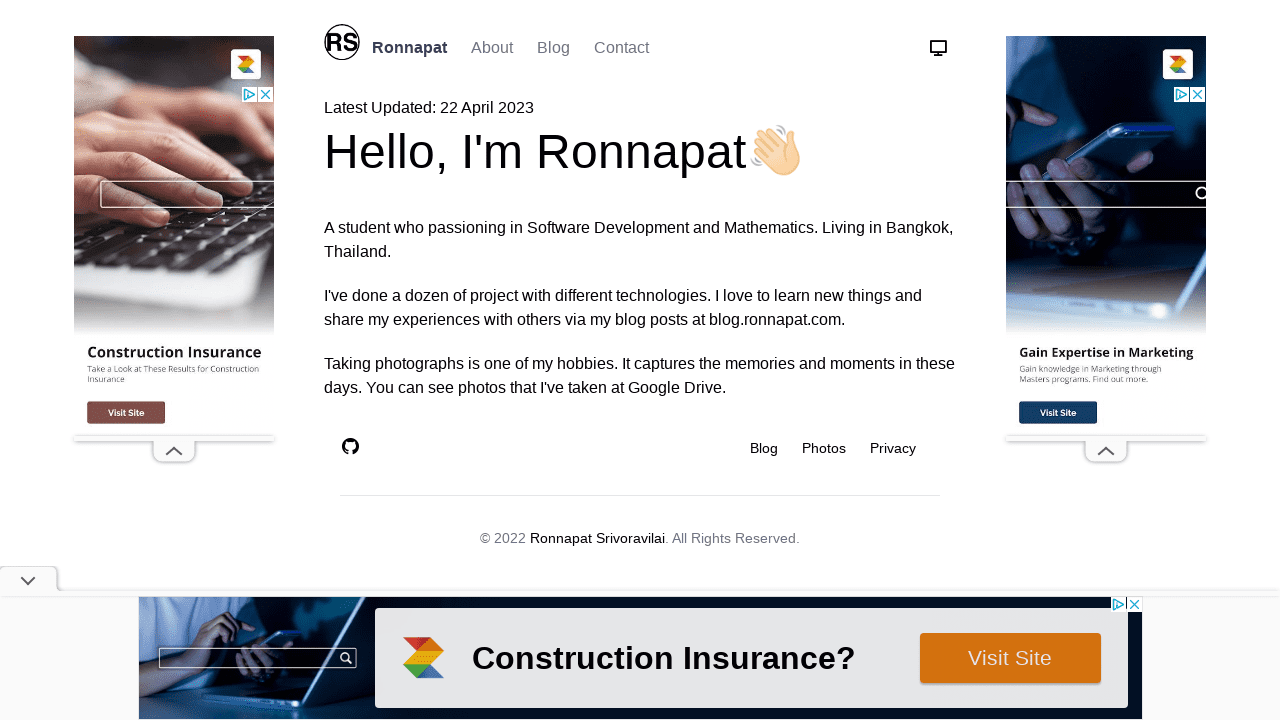 RS Ronnapat About Blog Contact
Latest Updated: 22 April 2023
Hello, I'm Ronnapat👋🏻
A student who passioning in Software Development and Mathematics. Living in Bangkok,
Thailand.
I've done a dozen of project with different technologies. I love to learn new things and
share my experiences with others via my blog posts at blog.ronnapat.com.
Taking photographs is one of my hobbies. It captures the memories and moments in these
days. You can see photos that I've taken at Google Drive.
Blog Photos Privacy
© 2022 Ronnapat Srivoravilai. All Rights Reserved.
Construction Insurance
Take a Look at These Results for Construction
Insurance
Visit Site
Gain Expertise in Marketing
Gain knowledge in Marketing through
Masters programs. Find out more.
Visit Site
Construction Insurance?
Visit Site